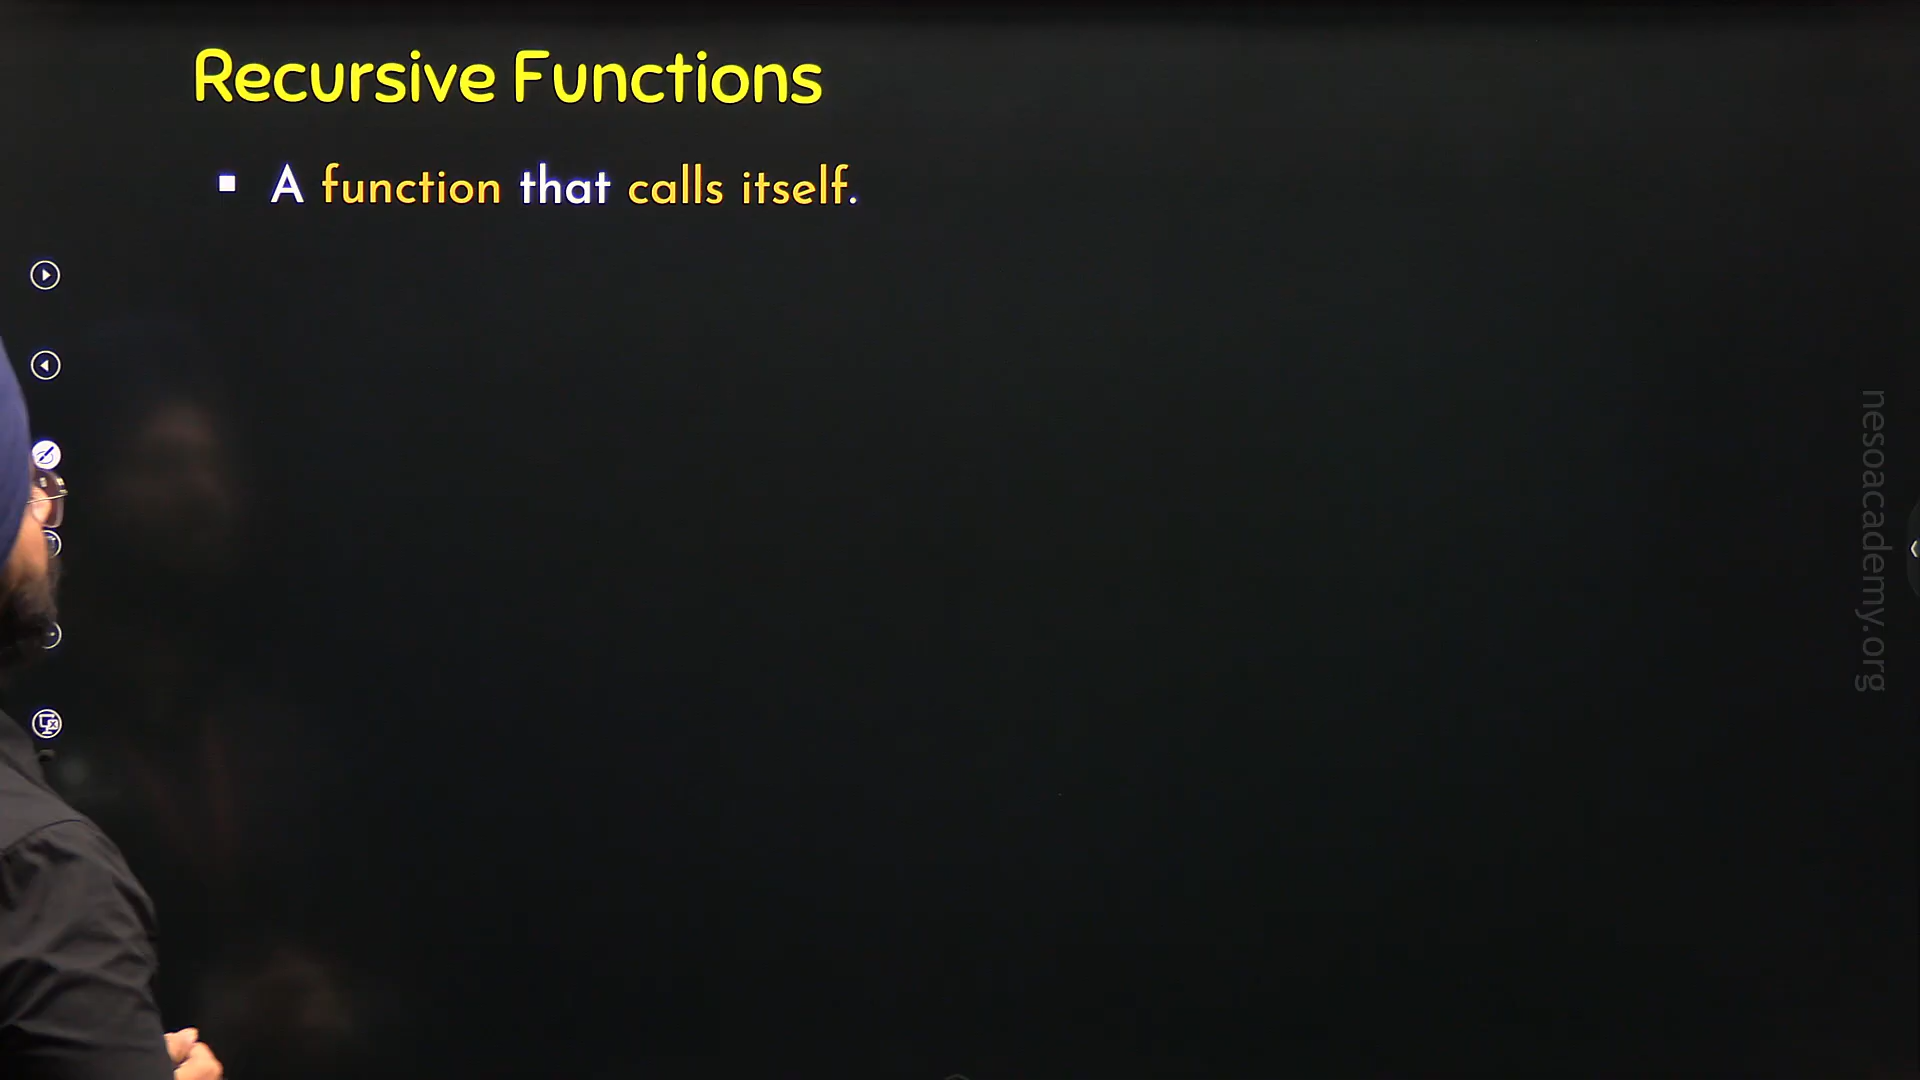 Recursive Functions
▪ A function that calls itself.
nesoacademy.org